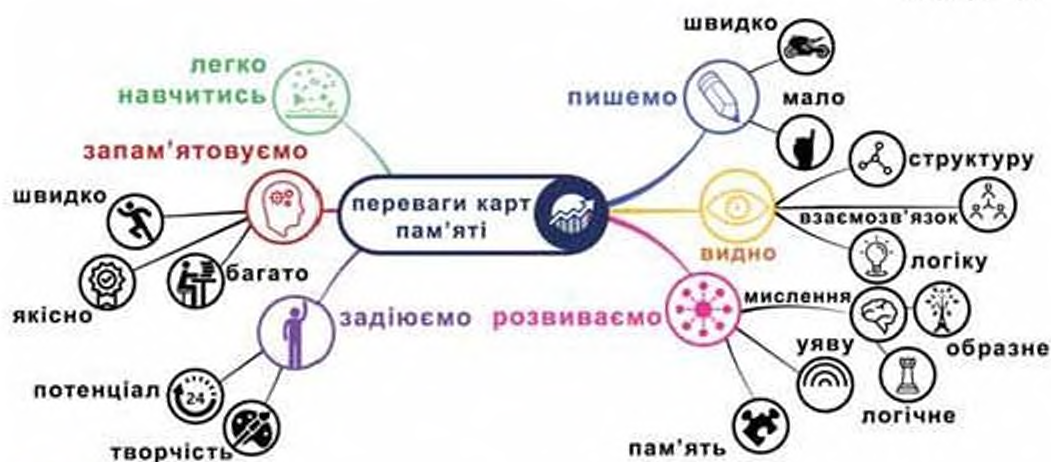 швидко
легко
навчитись
пишемо
мало
запам'ятовуємо
структуру
швидко
переваги карт
пам'яті
взаємозв'язок
видно
логіку
багато
якісно
задіюємо
розвиваємо
мислення
образне
уяву
логічне
потенціал
24
творчість
пам'ять